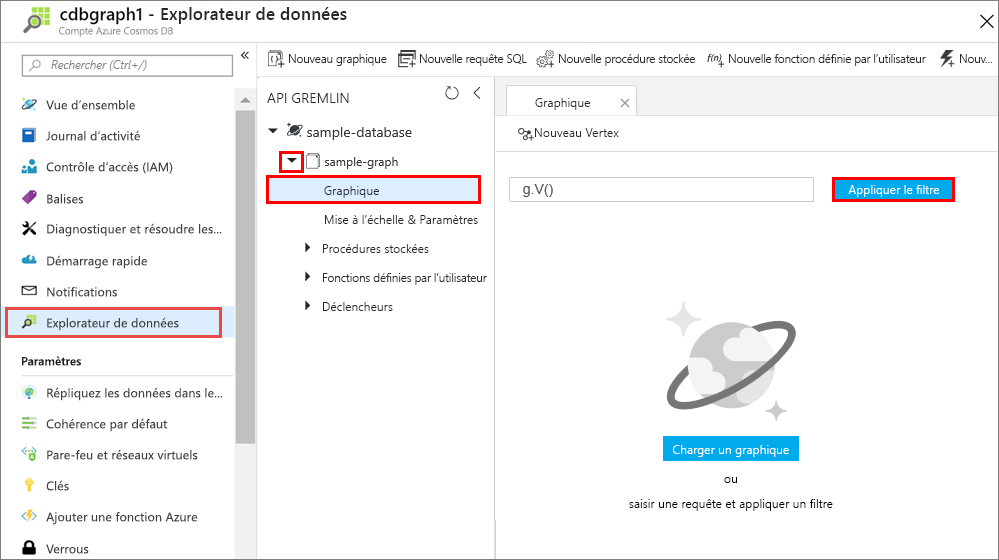 cdbgraph1 - Explorateur de données
Compte Azure Cosmos DB
Rechercher (Ctrl+/)
Vue d'ensemble
Journal d'activité
Contrôle d'accès (IAM)
Balises
Diagnostiquer et résoudre les...
Démarrage rapide
Notifications
Explorateur de données
Paramètres
Répliquez les données dans le...
Cohérence par défaut
Pare-feu et réseaux virtuels
Clés
Ajouter une fonction Azure
Verrous
Nouveau graphique
Nouvelle requête SQL
Nouvelle procédure stockée
f(n) Nouvelle fonction définie par l'utilisateur
Nouv...
API GREMLIN
sample-database
sample-graph
Graphique
Mise à l'échelle & Paramètres
Procédures stockées
Fonctions définies par l'utilisateur
Déclencheurs
Graphique
Nouveau Vertex
g.V()
Appliquer le filtre
Charger un graphique
ou
saisir une requête et appliquer un filtre